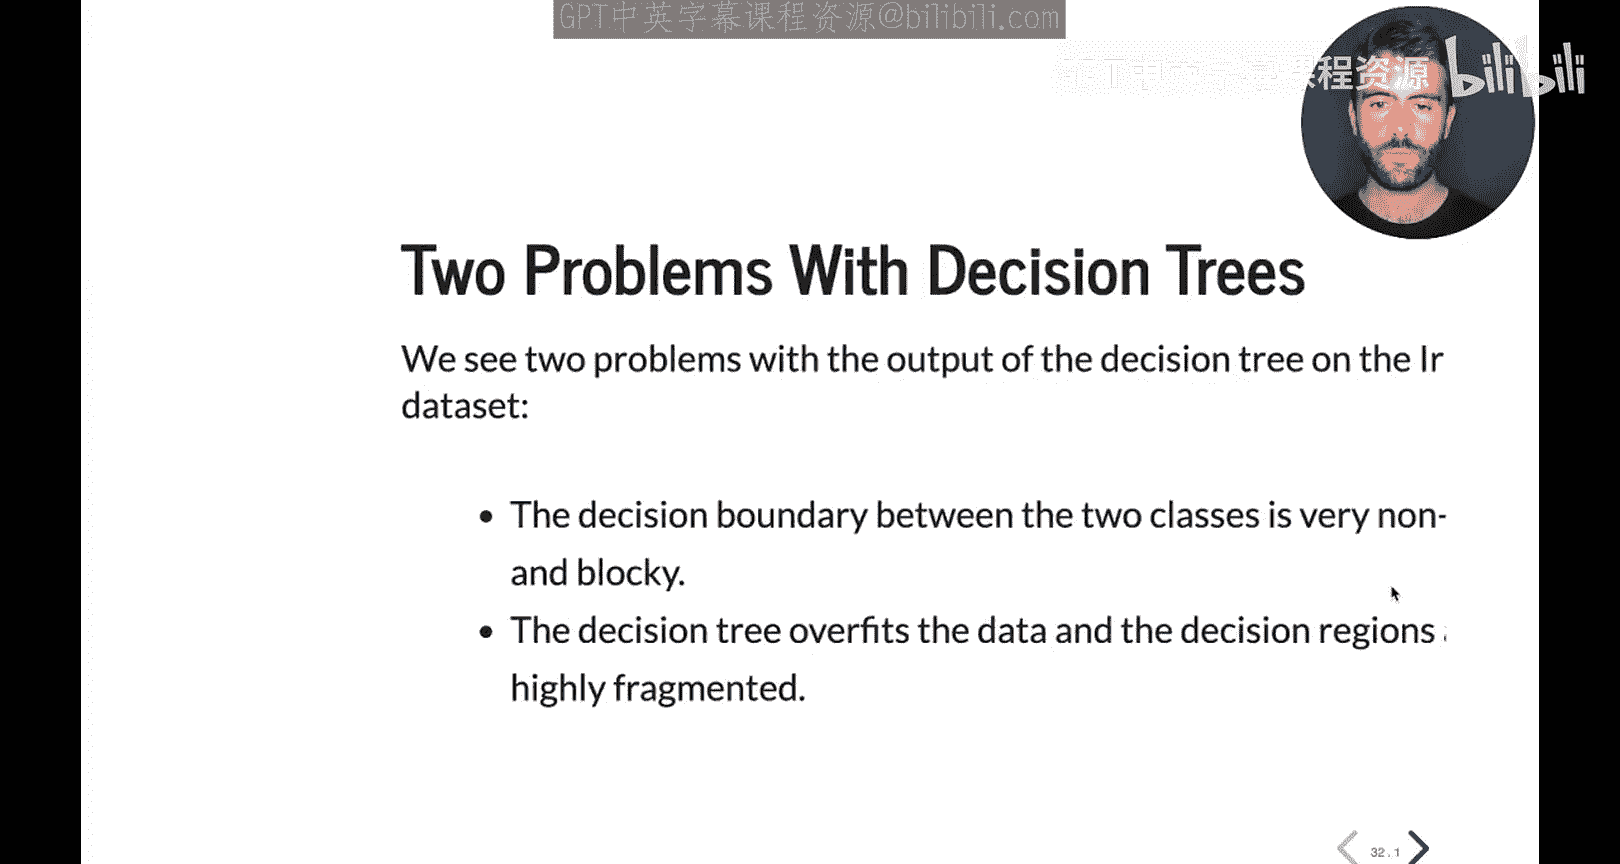 GPT中英字幕课程资源@bilibili.com
课程资源 bilibili
Two Problems With Decision Trees
We see two problems with the output of the decision tree on the Ir
dataset:
• The decision boundary between the two classes is very non-
and blocky.
• The decision tree overfits the data and the decision regions
highly fragmented.
32.1